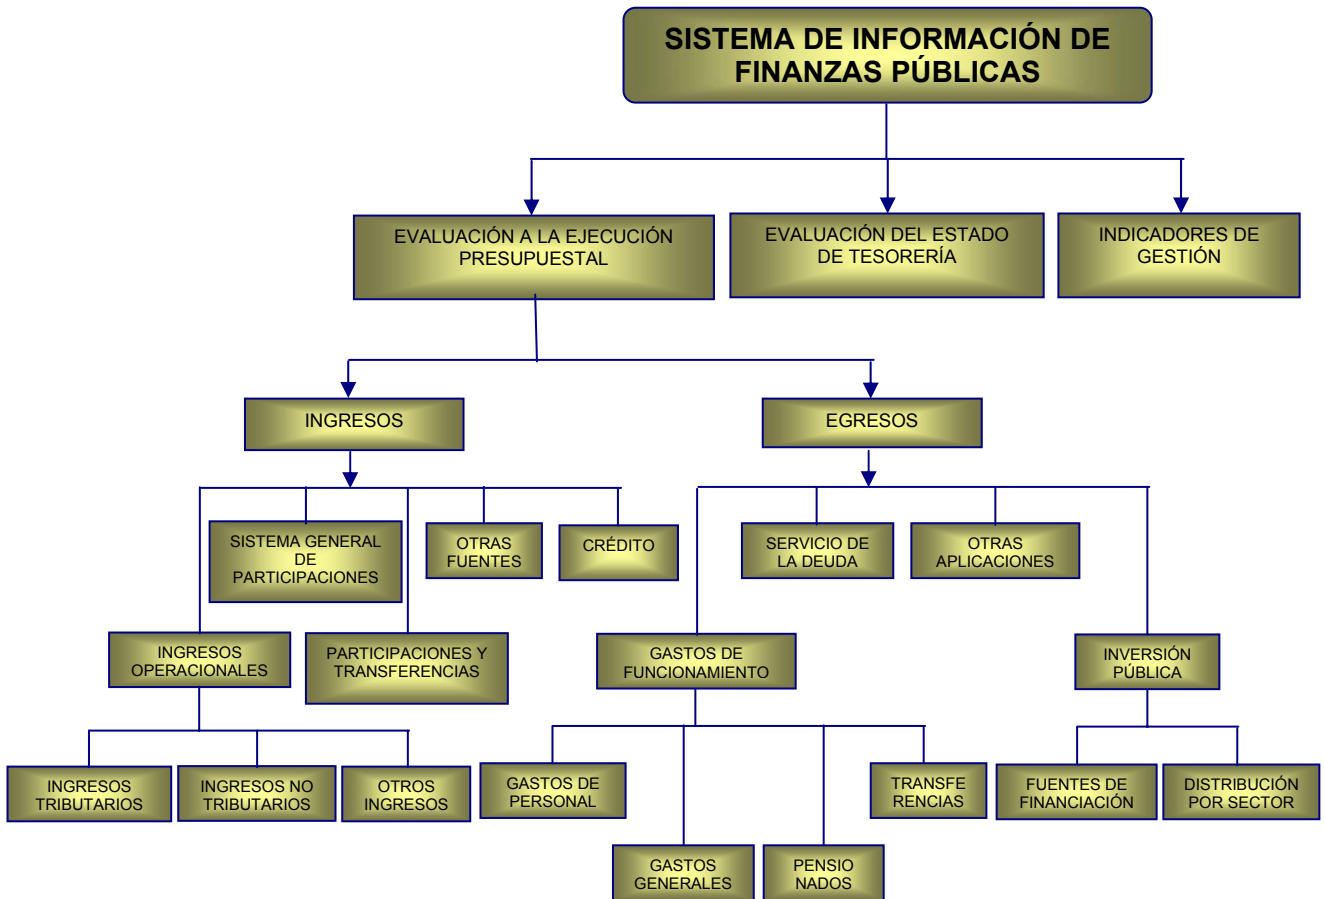 SISTEMA DE INFORMACIÓN DE
FINANZAS PÚBLICAS
EVALUACIÓN A LA EJECUCIÓN
PRESUPUESTAL
EVALUACIÓN DEL ESTADO
DE TESORERÍA
INDICADORES DE
GESTIÓN
INGRESOS
EGRESOS
SISTEMA GENERAL
DE
PARTICIPACIONES
OTRAS
FUENTES
CRÉDITO
SERVICIO DE
LA DEUDA
OTRAS
APLICACIONES
INGRESOS
OPERACIONALES
PARTICIPACIONES Y
TRANSFERENCIAS
GASTOS DE
FUNCIONAMIENTO
INVERSIÓN
PÚBLICA
INGRESOS
TRIBUTARIOS
INGRESOS NO
TRIBUTARIOS
OTROS
INGRESOS
GASTOS DE
PERSONAL
TRANSFE
RENCIAS
FUENTES DE
FINANCIACIÓN
DISTRIBUCIÓN
POR SECTOR
GASTOS
GENERALES
PENSIO
NADOS